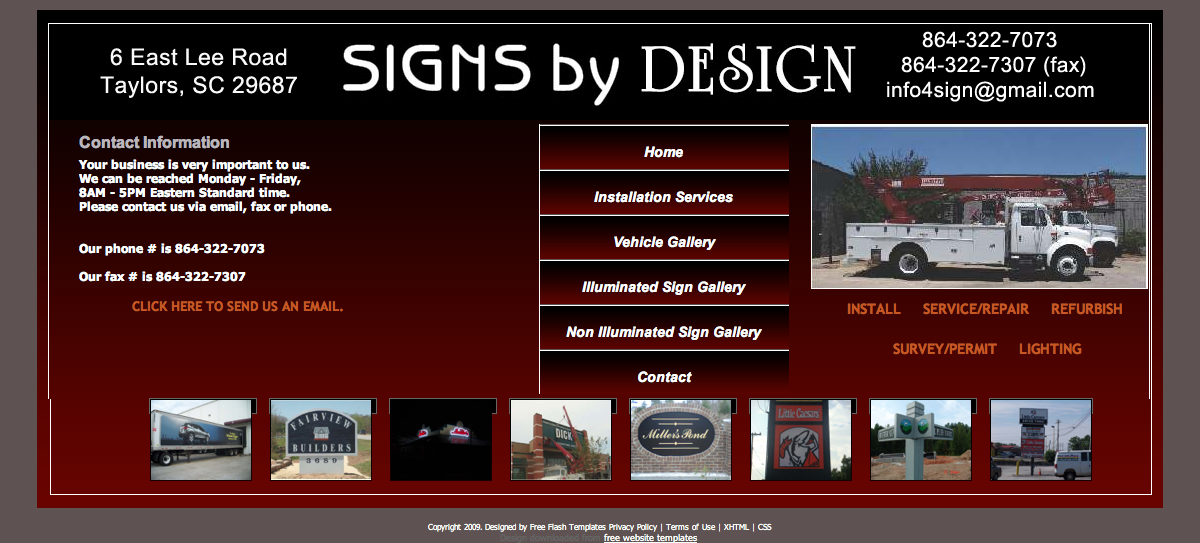 6 East Lee Road
Taylors, SC 29687
SIGNS by DESIGN
864-322-7073
864-322-7307 (fax)
info4sign@gmail.com
Contact Information
Your business is very important to us.
We can be reached Monday - Friday,
8AM - 5PM Eastern Standard time.
Please contact us via email, fax or phone.
Our phone # is 864-322-7073
Our fax # is 864-322-7307
CLICK HERE TO SEND US AN EMAIL.
Home
Installation Services
Vehicle Gallery
Illuminated Sign Gallery
Non Illuminated Sign Gallery
Contact
INSTALL SERVICE/REPAIR REFURBISH
SURVEY/PERMIT LIGHTING
FAIRVIEW
BUILDERS
3689
DICK
Miller's Pond
Little Caesars
Copyright 2009. Designed by Free Flash Templates Privacy Policy | Terms of Use | XHTML | CSS
Design downloaded from free website templates